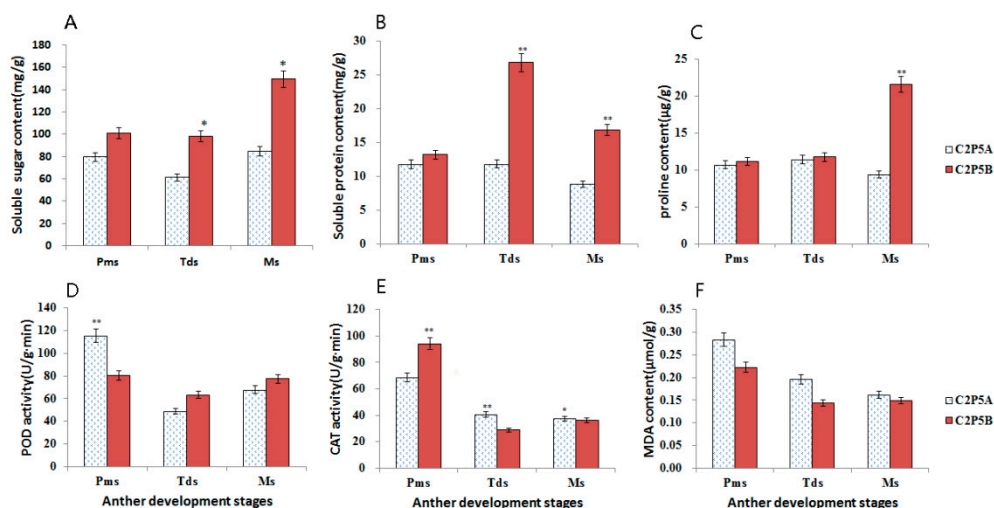 A
Soluble sugar content(mg/g)
180
160
140
120
100
80
60
40
20
0
*
*
Pms Tds Ms
B
Soluble protein content(mg/g)
30
25
20
15
10
5
0
**
**
Pms Tds Ms
C
proline content(μg/g)
25
20
15
10
5
0
**
Pms Tds Ms
C2P5A
C2P5B
D
POD activity(U/g·min)
140
120
100
80
60
40
20
0
**
Pms Tds Ms
Anther development stages
E
CAT activity(U/g·min)
120
100
80
60
40
20
0
**
**
*
Pms Tds Ms
Anther development stages
F
MDA content(μmol/g)
0.35
0.30
0.25
0.20
0.15
0.10
0.05
0.00
Pms Tds Ms
Anther development stages
C2P5A
C2P5B